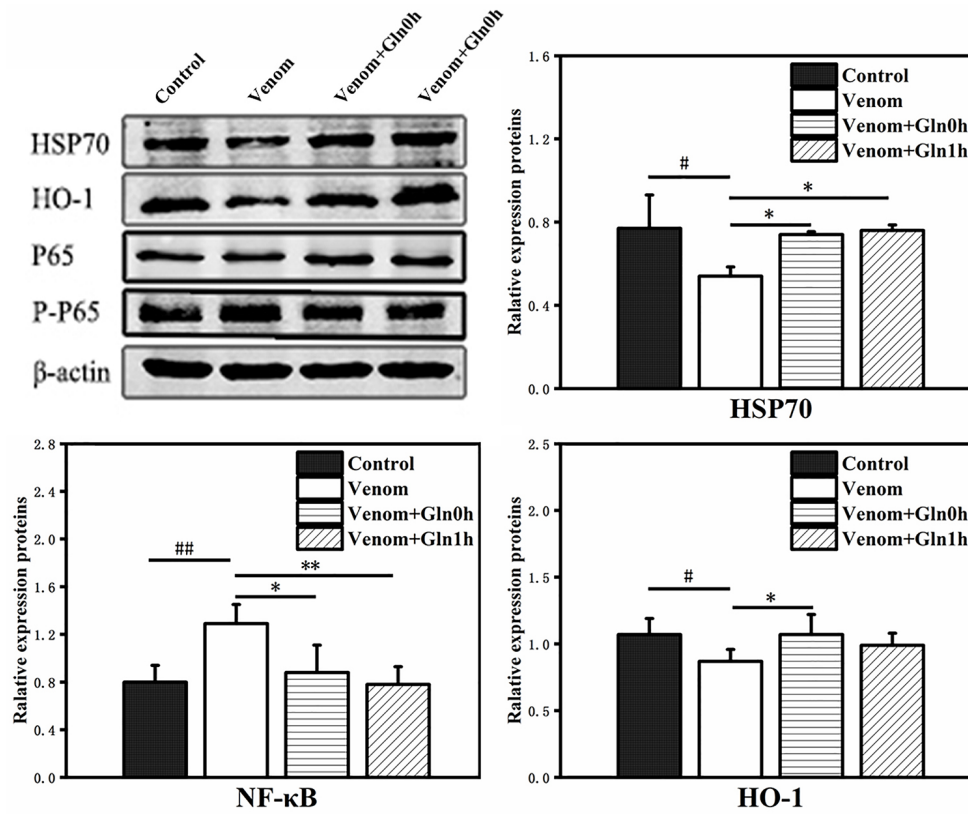 Control
Venom
Venom+Gln0h
Venom+Gln0h
HSP70
HO-1
P65
P-P65
β-actin
Ralative expression proteins
1.6
1.2
0.8
0.4
0.0
Control
Venom
Venom+Gln0h
Venom+Gln1h
#
*
*
HSP70
Ralative expression proteins
2.8
2.4
2.0
1.6
1.2
0.8
0.4
0.0
Control
Venom
Venom+Gln0h
Venom+Gln1h
##
**
*
NF-κB
Ralative expression proteins
2.5
2.0
1.5
1.0
0.5
0.0
Control
Venom
Venom+Gln0h
Venom+Gln1h
#
*
HO-1